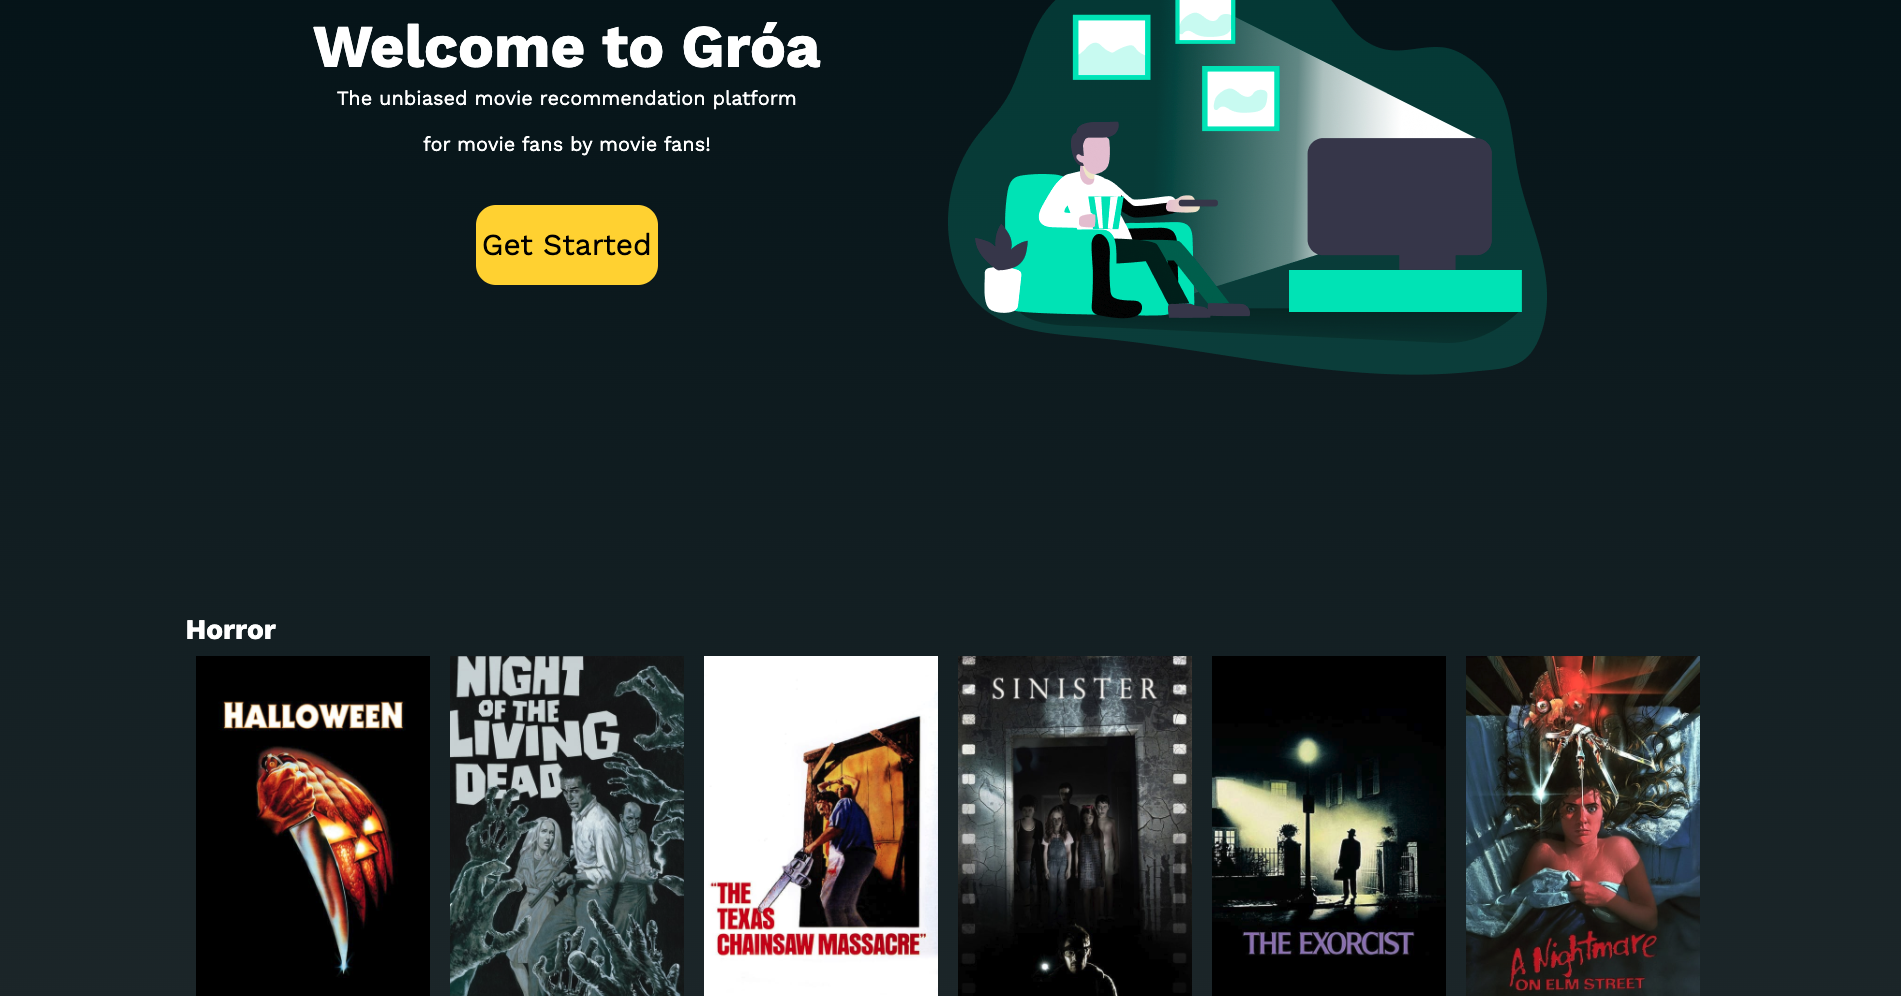 Welcome to Gróa
The unbiased movie recommendation platform
for movie fans by movie fans!
Get Started
Horror
HALLOWEEN
NIGHT
OF THE
LIVING
DEAD
"THE
TEXAS
CHAINSAW MASSACRE"
SINISTER
THE EXORCIST
A Nightmare
ON ELM STREET